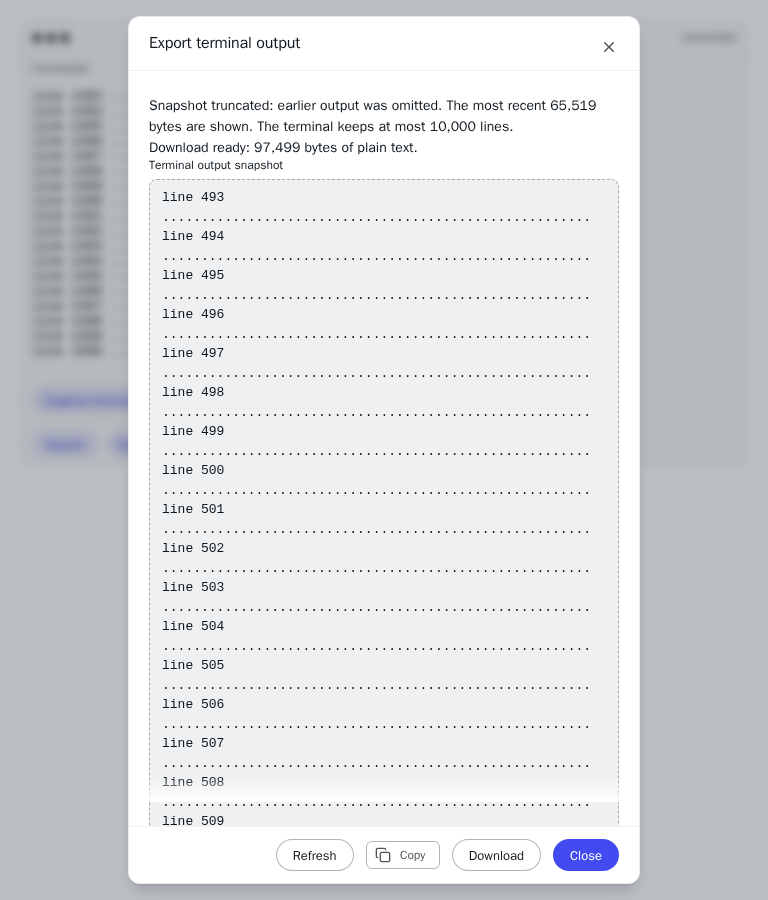 Export terminal output
Snapshot truncated: earlier output was omitted. The most recent 65,519
bytes are shown. The terminal keeps at most 10,000 lines.
Download ready: 97,499 bytes of plain text.
Terminal output snapshot
line 493
.......................................................
line 494
.......................................................
line 495
.......................................................
line 496
.......................................................
line 497
.......................................................
line 498
.......................................................
line 499
.......................................................
line 500
.......................................................
line 501
.......................................................
line 502
.......................................................
line 503
.......................................................
line 504
.......................................................
line 505
.......................................................
line 506
.......................................................
line 507
.......................................................
line 508
.......................................................
line 509
Refresh
Copy
Download
Close